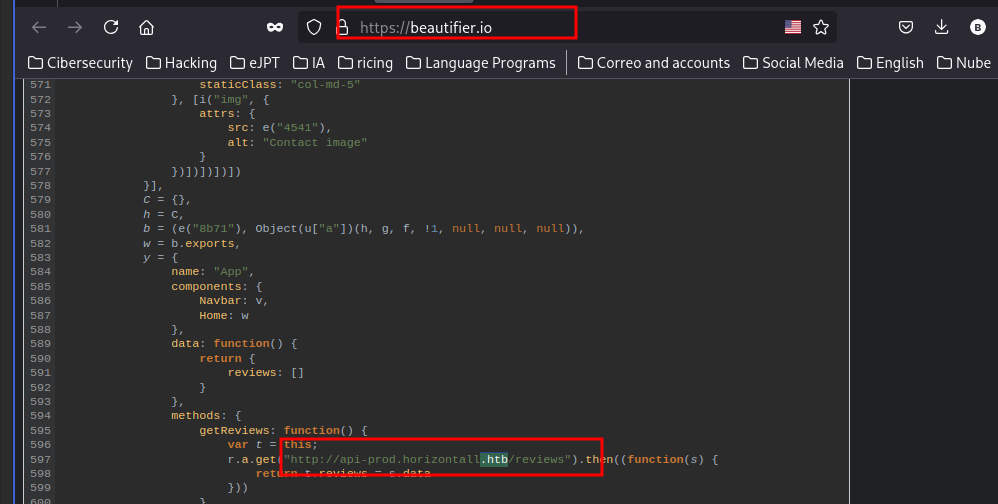 https://beautifier.io
B
Cibersecurity Hacking eJPT IA ricing Language Programs Correo and accounts Social Media English Nube
571 staticClass: "col-md-5"
572 }, [i("img", {
573 attrs: {
574 src: e("4541"),
575 alt: "Contact image"
576 }
577 })])])])])
578 }],
579 C = {},
580 h = C,
581 b = (e("8b71"), Object(u["a"])(h, g, f, !1, null, null, null)),
582 w = b.exports,
583 y = {
584 name: "App",
585 components: {
586 Navbar: v,
587 Home: w
588 },
589 data: function() {
590 return {
591 reviews: []
592 }
593 },
594 methods: {
595 getReviews: function() {
596 var t = this;
597 r.a.get("http://api-prod.horizontall.htb/reviews").then((function(s) {
598 return t.reviews = s.data
599 }))
600 }